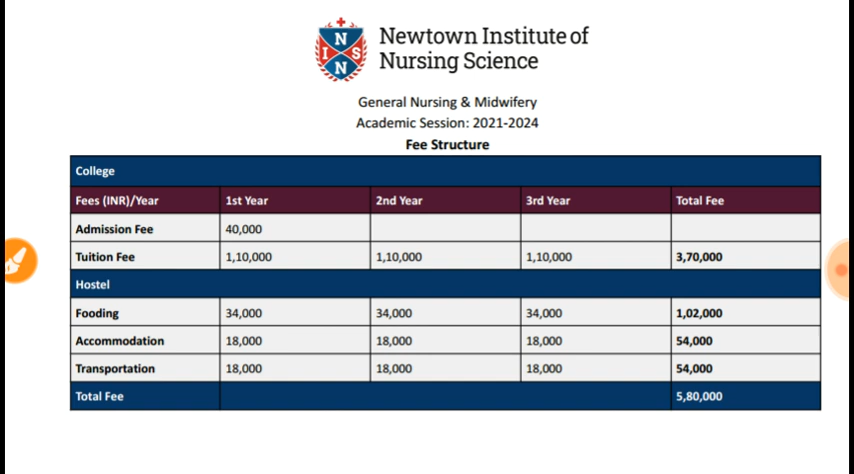 N
I S
N
Newtown Institute of
Nursing Science
General Nursing & Midwifery
Academic Session: 2021-2024
Fee Structure
College
Fees (INR)/Year 1st Year 2nd Year 3rd Year Total Fee
Admission Fee 40,000
Tuition Fee 1,10,000 1,10,000 1,10,000 3,70,000
Hostel
Fooding 34,000 34,000 34,000 1,02,000
Accommodation 18,000 18,000 18,000 54,000
Transportation 18,000 18,000 18,000 54,000
Total Fee 5,80,000